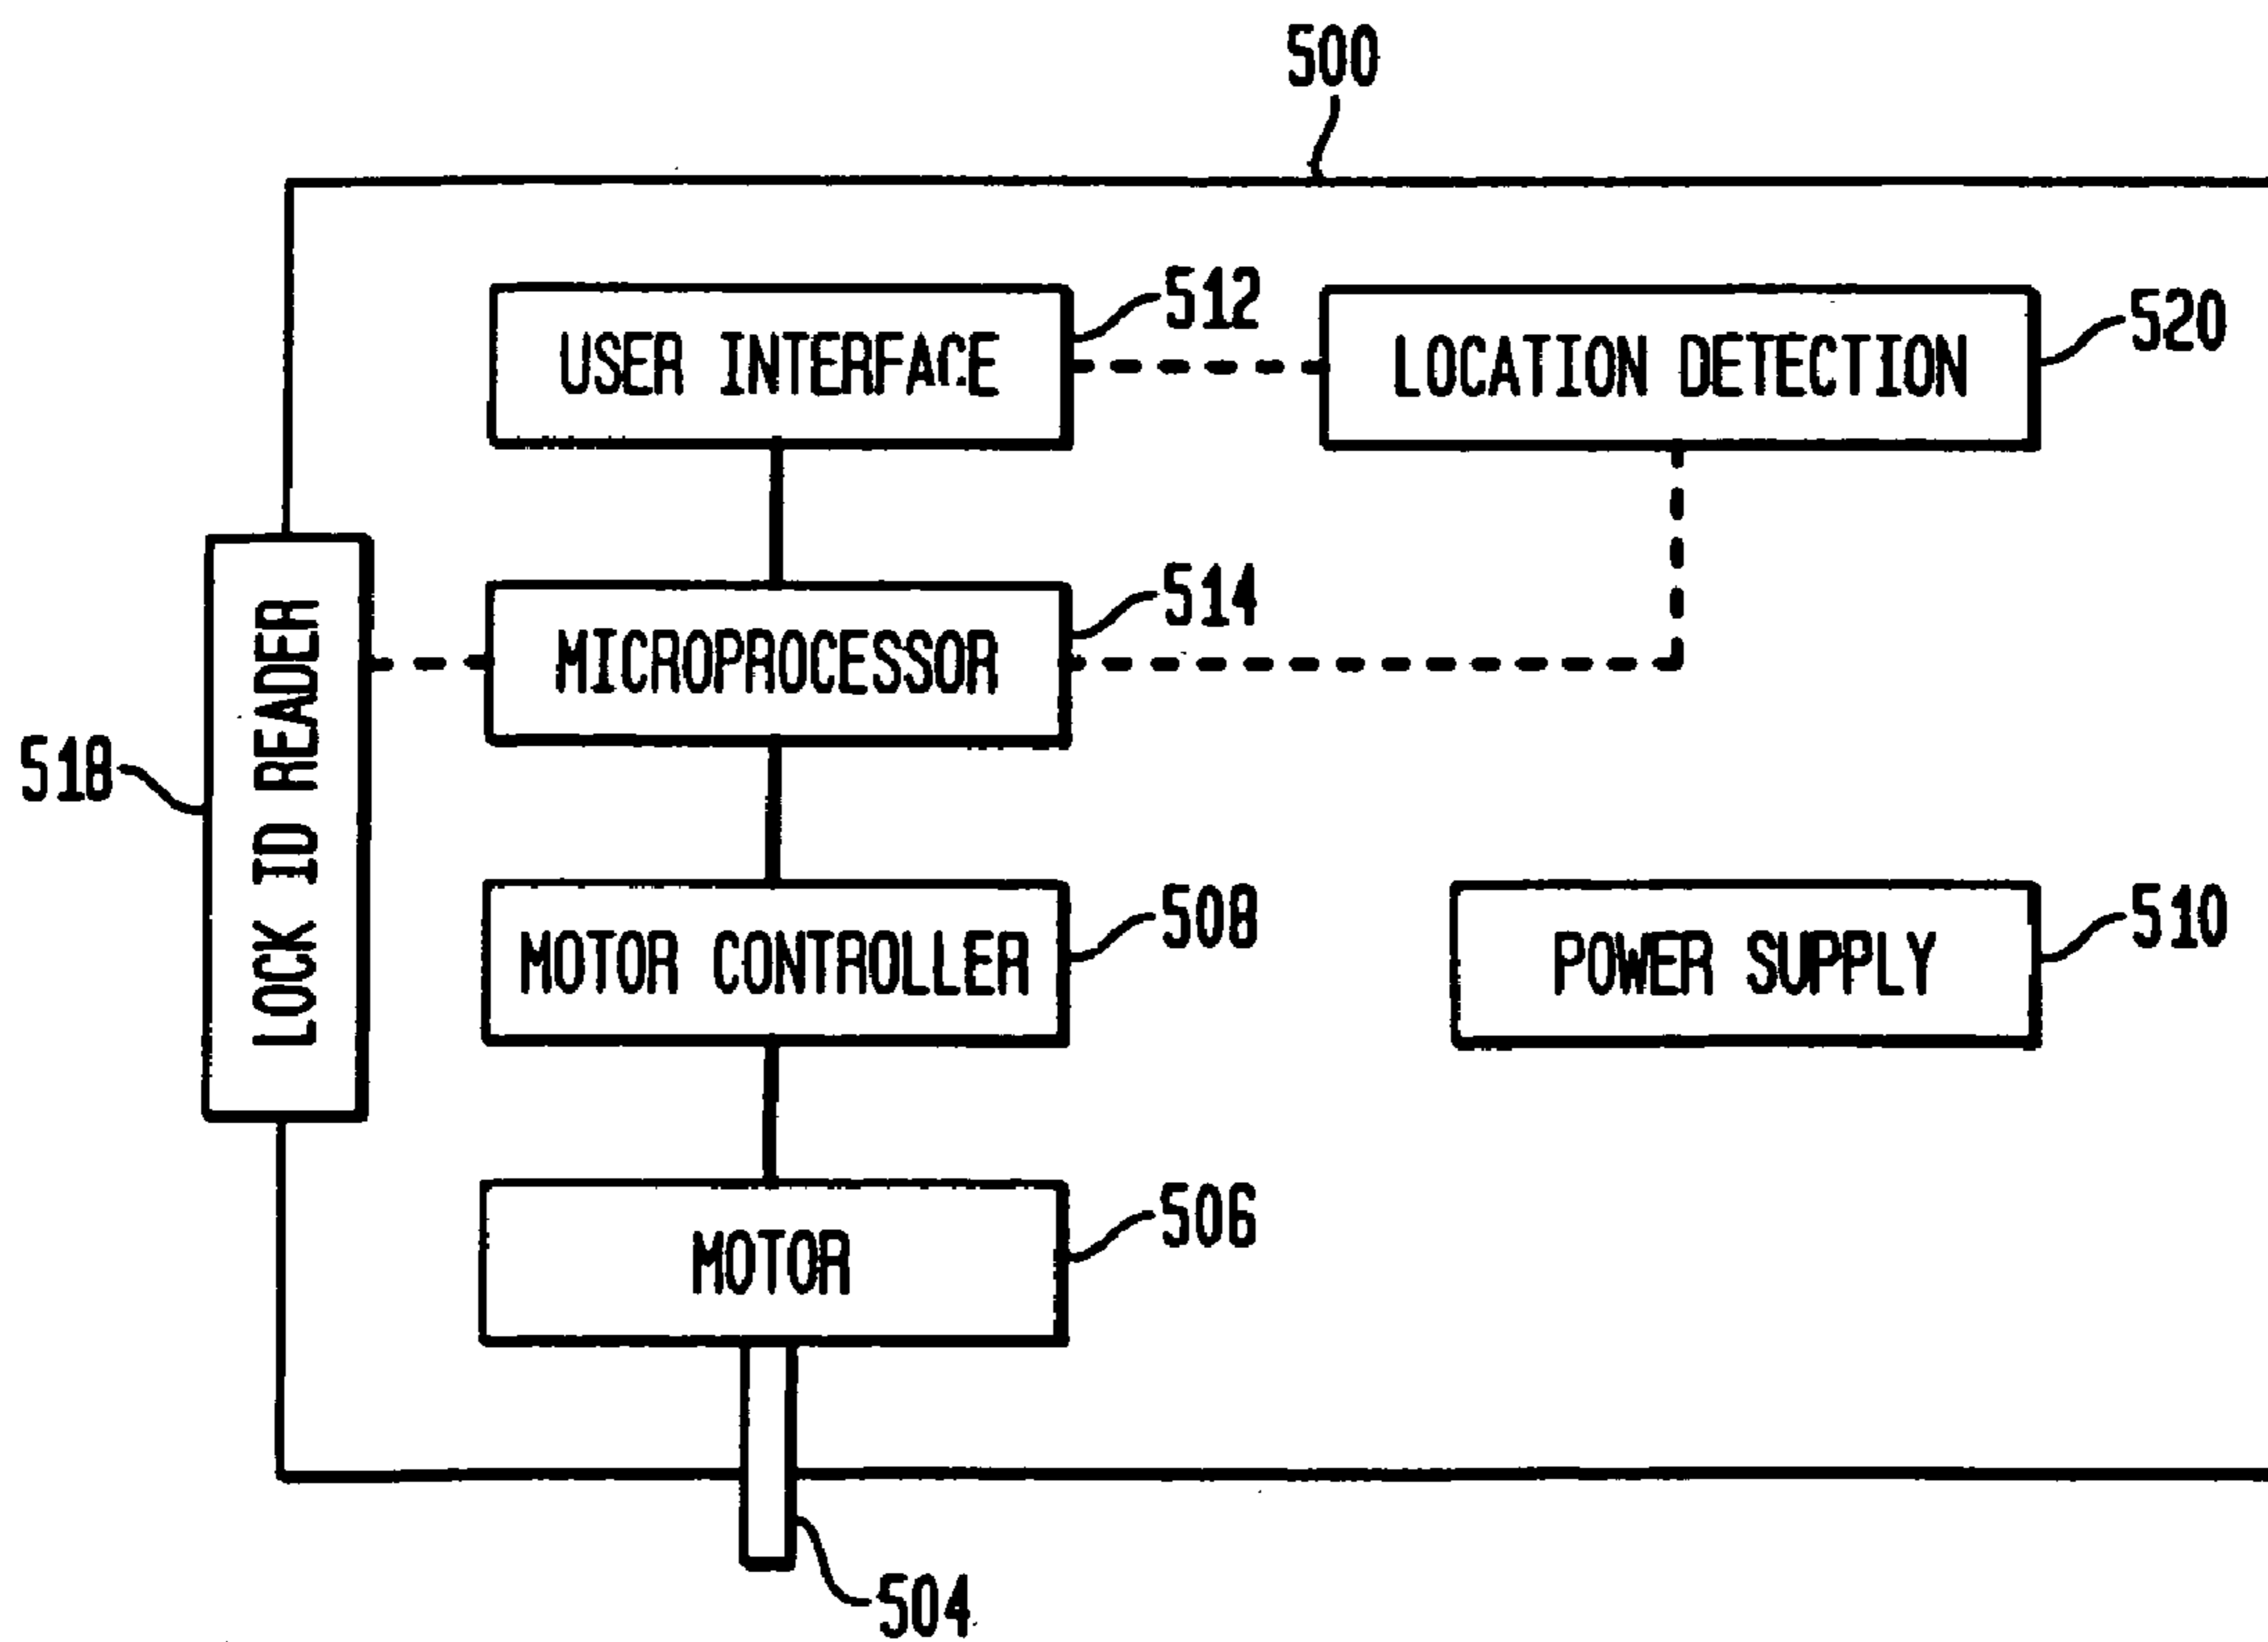 500
USER INTERFACE
512
LOCATION DETECTION
520
MICROPROCESSOR
514
LOCK ID READER
518
MOTOR CONTROLLER
508
POWER SUPPLY
510
MOTOR
506
504